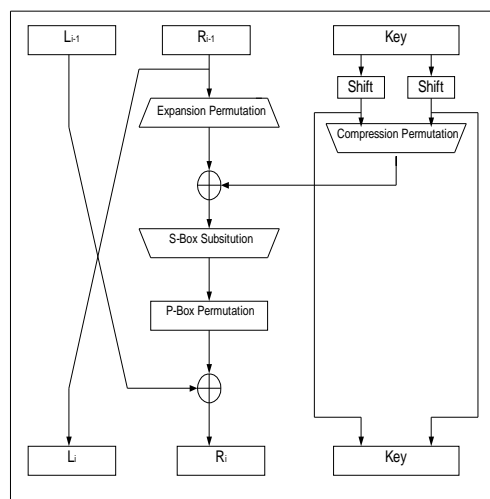 Li-1
Ri-1
Key
Shift
Shift
Expansion Permutation
Compression Permutation
S-Box Subsitution
P-Box Permutation
Li
Ri
Key